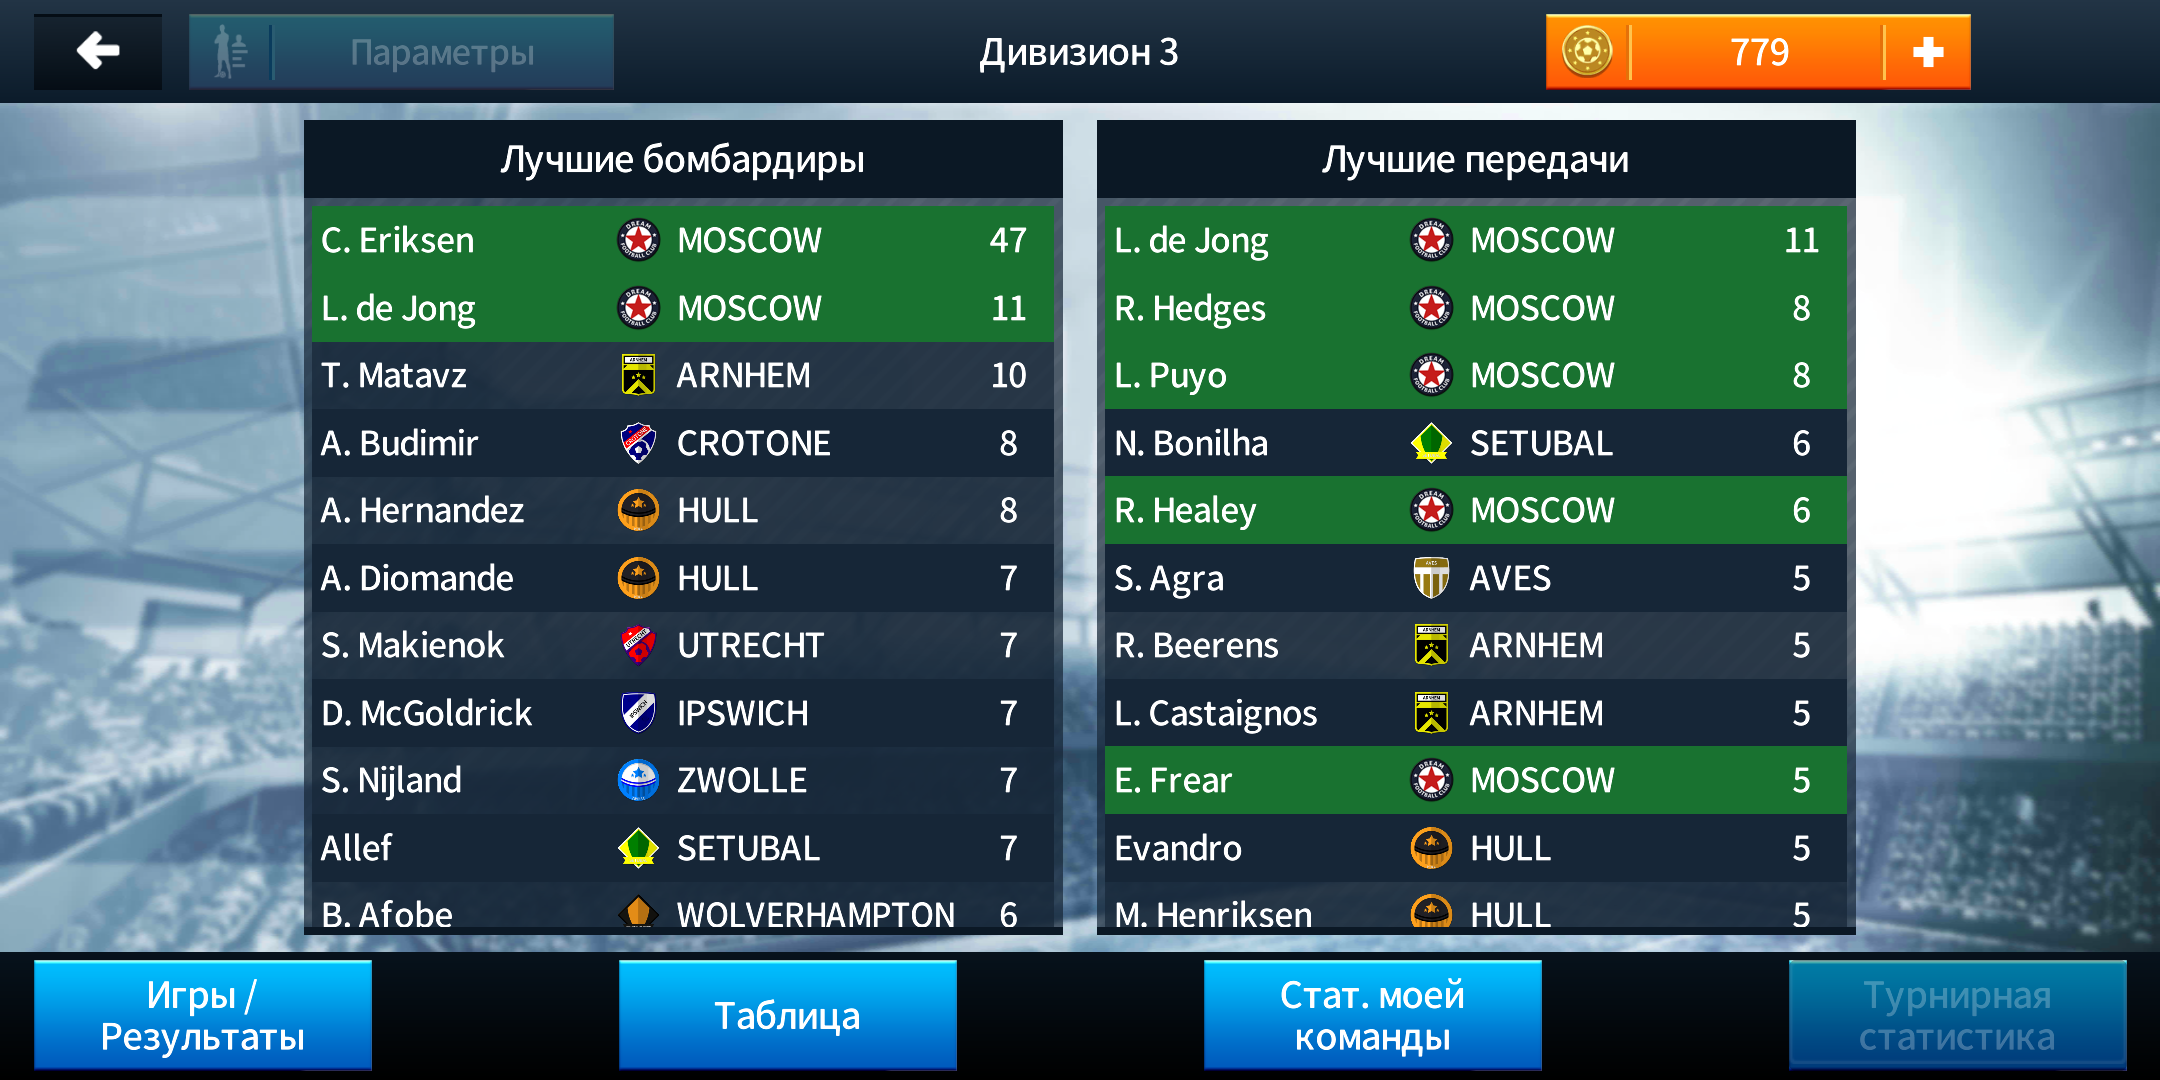 Параметры
Дивизион 3
779
Лучшие бомбардиры
C. Eriksen MOSCOW 47
L. de Jong MOSCOW 11
T. Matavz ARNHEM 10
A. Budimir CROTONE 8
A. Hernandez HULL 8
A. Diomande HULL 7
S. Makienok UTRECHT 7
D. McGoldrick IPSWICH 7
S. Nijland ZWOLLE 7
Allef SETUBAL 7
B. Afobe WOLVERHAMPTON 6
Лучшие передачи
L. de Jong MOSCOW 11
R. Hedges MOSCOW 8
L. Puyo MOSCOW 8
N. Bonilha SETUBAL 6
R. Healey MOSCOW 6
S. Agra AVES 5
R. Beerens ARNHEM 5
L. Castaignos ARNHEM 5
E. Frear MOSCOW 5
Evandro HULL 5
M. Henriksen HULL 5
Игры /
Результаты
Таблица
Стат. моей
команды
Турнирная
статистика